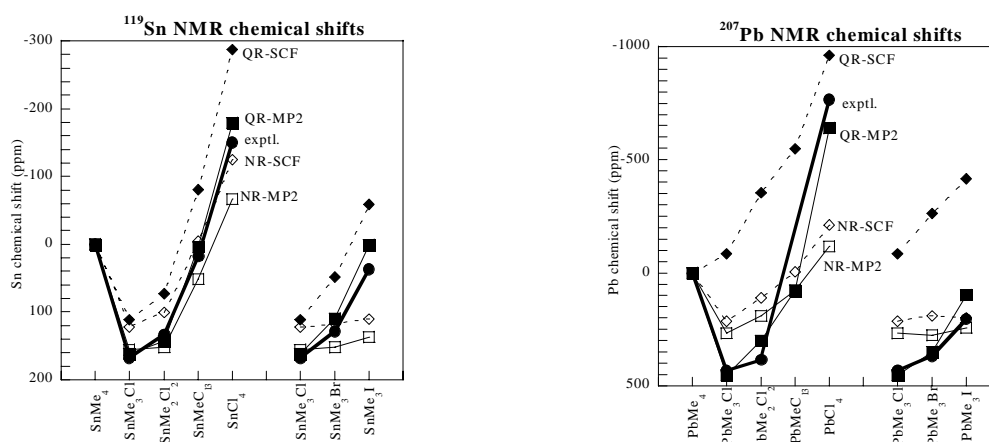 ¹¹⁹Sn NMR chemical shifts
Sn chemical shift (ppm)
-300
-200
-100
0
100
200
QR-SCF
QR-MP2
exptl.
NR-SCF
NR-MP2
SnMe₄
SnMe₃Cl
SnMe₂Cl₂
SnMeCl₃
SnCl₄
SnMe₃Cl
SnMe₃Br
SnMe₃I
²⁰⁷Pb NMR chemical shifts
Pb chemical shift (ppm)
-1000
-500
0
500
QR-SCF
exptl.
QR-MP2
NR-SCF
NR-MP2
PbMe₄
PbMe₃Cl
PbMe₂Cl₂
PbMeCl₃
PbCl₄
PbMe₃Cl
PbMe₃Br
PbMe₃I